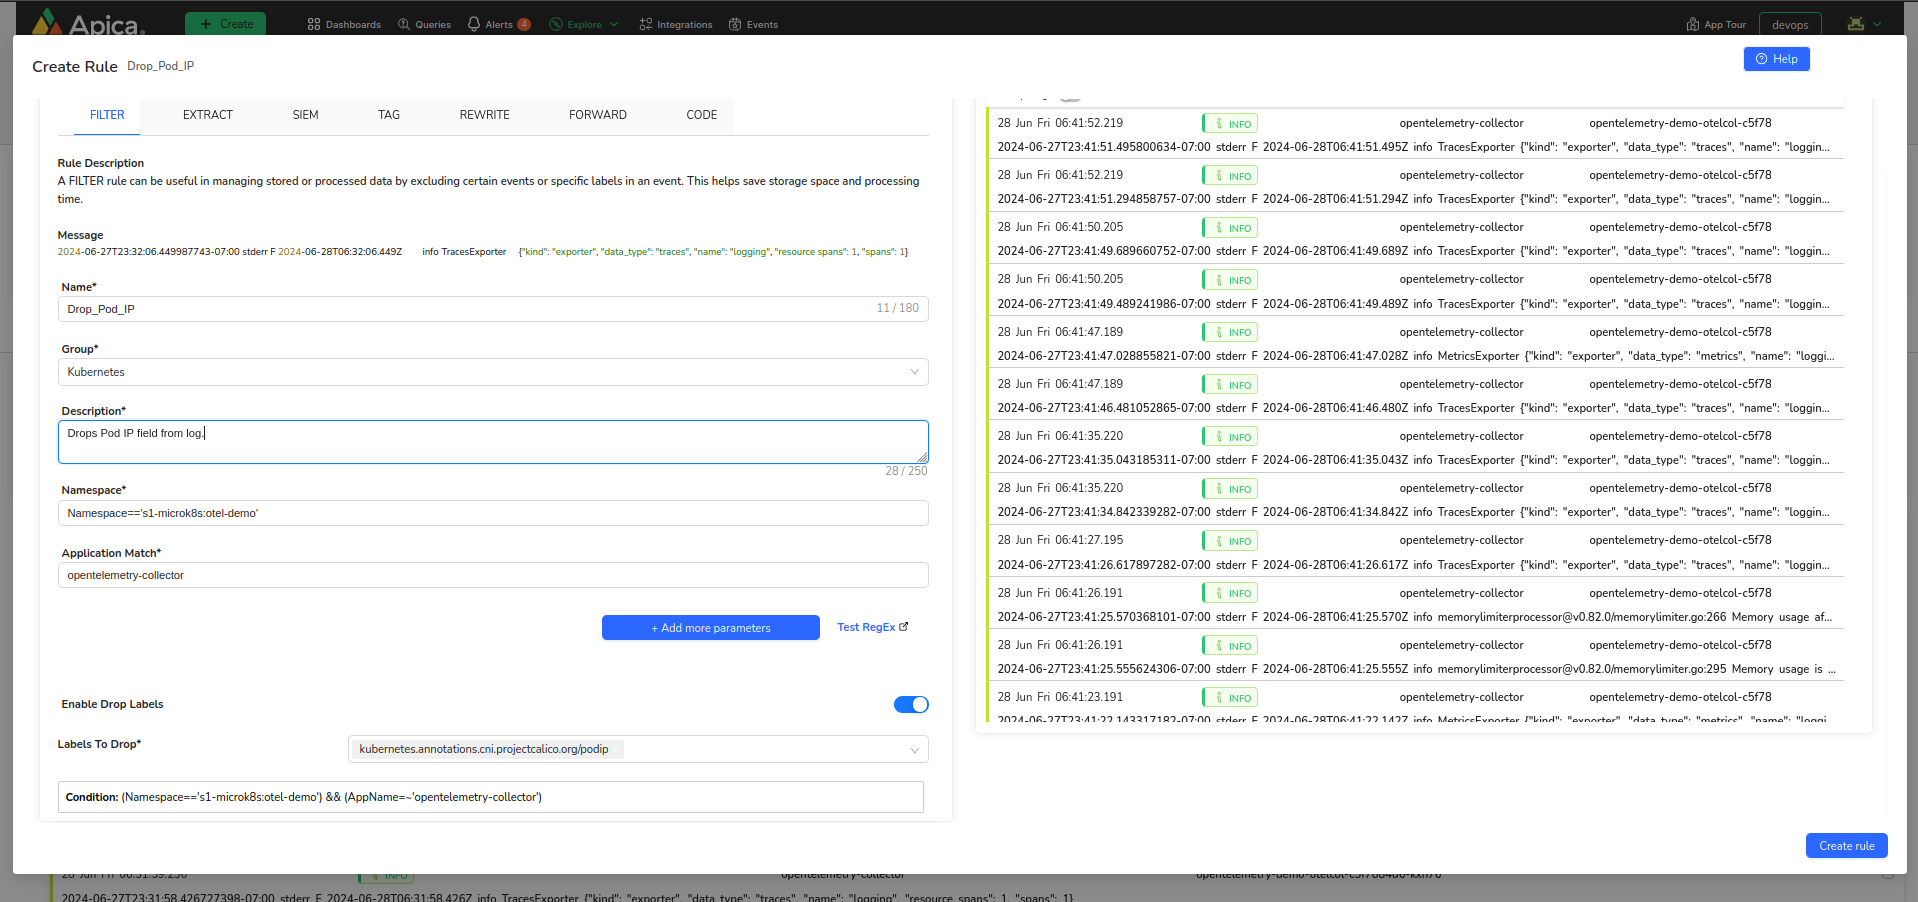 Apica
+ Create
Dashboards
Queries
Alerts 4
Explore
Integrations
Events
App Tour
devops
Create Rule Drop_Pod_IP
Help
FILTER EXTRACT SIEM TAG REWRITE FORWARD CODE
Rule Description
A FILTER rule can be useful in managing stored or processed data by excluding certain events or specific labels in an event. This helps save storage space and processing
time.
Message
2024-06-27T23:32:06.449987743-07:00 stderr F 2024-06-28T06:32:06.449Z info TracesExporter {"kind": "exporter", "data_type": "traces", "name": "logging", "resource spans": 1, "spans": 1}
Name*
Drop_Pod_IP 11 / 180
Group*
Kubernetes
Description*
Drops Pod IP field from log.
28 / 250
Namespace*
Namespace=='s1-microk8s:otel-demo'
Application Match*
opentelemetry-collector
+ Add more parameters Test RegEx
Enable Drop Labels
Labels To Drop* kubernetes.annotations.cni.projectcalico.org/podip
Condition: (Namespace=='s1-microk8s:otel-demo') && (AppName=~'opentelemetry-collector')
28 Jun Fri 06:41:52.219 INFO opentelemetry-collector opentelemetry-demo-otelcol-c5f78
2024-06-27T23:41:51.495800634-07:00 stderr F 2024-06-28T06:41:51.495Z info TracesExporter {"kind": "exporter", "data_type": "traces", "name": "loggin...
28 Jun Fri 06:41:52.219 INFO opentelemetry-collector opentelemetry-demo-otelcol-c5f78
2024-06-27T23:41:51.294858757-07:00 stderr F 2024-06-28T06:41:51.294Z info TracesExporter {"kind": "exporter", "data_type": "traces", "name": "loggin...
28 Jun Fri 06:41:50.205 INFO opentelemetry-collector opentelemetry-demo-otelcol-c5f78
2024-06-27T23:41:49.689660752-07:00 stderr F 2024-06-28T06:41:49.689Z info TracesExporter {"kind": "exporter", "data_type": "traces", "name": "loggin...
28 Jun Fri 06:41:50.205 INFO opentelemetry-collector opentelemetry-demo-otelcol-c5f78
2024-06-27T23:41:49.489241986-07:00 stderr F 2024-06-28T06:41:49.489Z info TracesExporter {"kind": "exporter", "data_type": "traces", "name": "loggin...
28 Jun Fri 06:41:47.189 INFO opentelemetry-collector opentelemetry-demo-otelcol-c5f78
2024-06-27T23:41:47.028855821-07:00 stderr F 2024-06-28T06:41:47.028Z info MetricsExporter {"kind": "exporter", "data_type": "metrics", "name": "loggi...
28 Jun Fri 06:41:47.189 INFO opentelemetry-collector opentelemetry-demo-otelcol-c5f78
2024-06-27T23:41:46.481052865-07:00 stderr F 2024-06-28T06:41:46.480Z info TracesExporter {"kind": "exporter", "data_type": "traces", "name": "loggin...
28 Jun Fri 06:41:35.220 INFO opentelemetry-collector opentelemetry-demo-otelcol-c5f78
2024-06-27T23:41:35.043185311-07:00 stderr F 2024-06-28T06:41:35.043Z info TracesExporter {"kind": "exporter", "data_type": "traces", "name": "loggin...
28 Jun Fri 06:41:35.220 INFO opentelemetry-collector opentelemetry-demo-otelcol-c5f78
2024-06-27T23:41:34.842339282-07:00 stderr F 2024-06-28T06:41:34.842Z info TracesExporter {"kind": "exporter", "data_type": "traces", "name": "loggin...
28 Jun Fri 06:41:27.195 INFO opentelemetry-collector opentelemetry-demo-otelcol-c5f78
2024-06-27T23:41:26.617897282-07:00 stderr F 2024-06-28T06:41:26.617Z info TracesExporter {"kind": "exporter", "data_type": "traces", "name": "loggin...
28 Jun Fri 06:41:26.191 INFO opentelemetry-collector opentelemetry-demo-otelcol-c5f78
2024-06-27T23:41:25.570368101-07:00 stderr F 2024-06-28T06:41:25.570Z info memorylimiterprocessor@v0.82.0/memorylimiter.go:266 Memory usage af...
28 Jun Fri 06:41:26.191 INFO opentelemetry-collector opentelemetry-demo-otelcol-c5f78
2024-06-27T23:41:25.555624306-07:00 stderr F 2024-06-28T06:41:25.555Z info memorylimiterprocessor@v0.82.0/memorylimiter.go:295 Memory usage is ...
28 Jun Fri 06:41:23.191 INFO opentelemetry-collector opentelemetry-demo-otelcol-c5f78
2024-06-27T23:41:22.143317182-07:00 stderr F 2024-06-28T06:41:22.142Z info MetricsExporter {"kind": "exporter", "data_type": "metrics", "name": "loggi
Create rule
INFO opentelemetry-collector
2024-06-27T23:31:58.426727398-07:00 stderr F 2024-06-28T06:31:58.426Z info TracesExporter {"kind": "exporter", "data_type": "traces", "name": "logging", "resource spans": 1, "spans": 1}